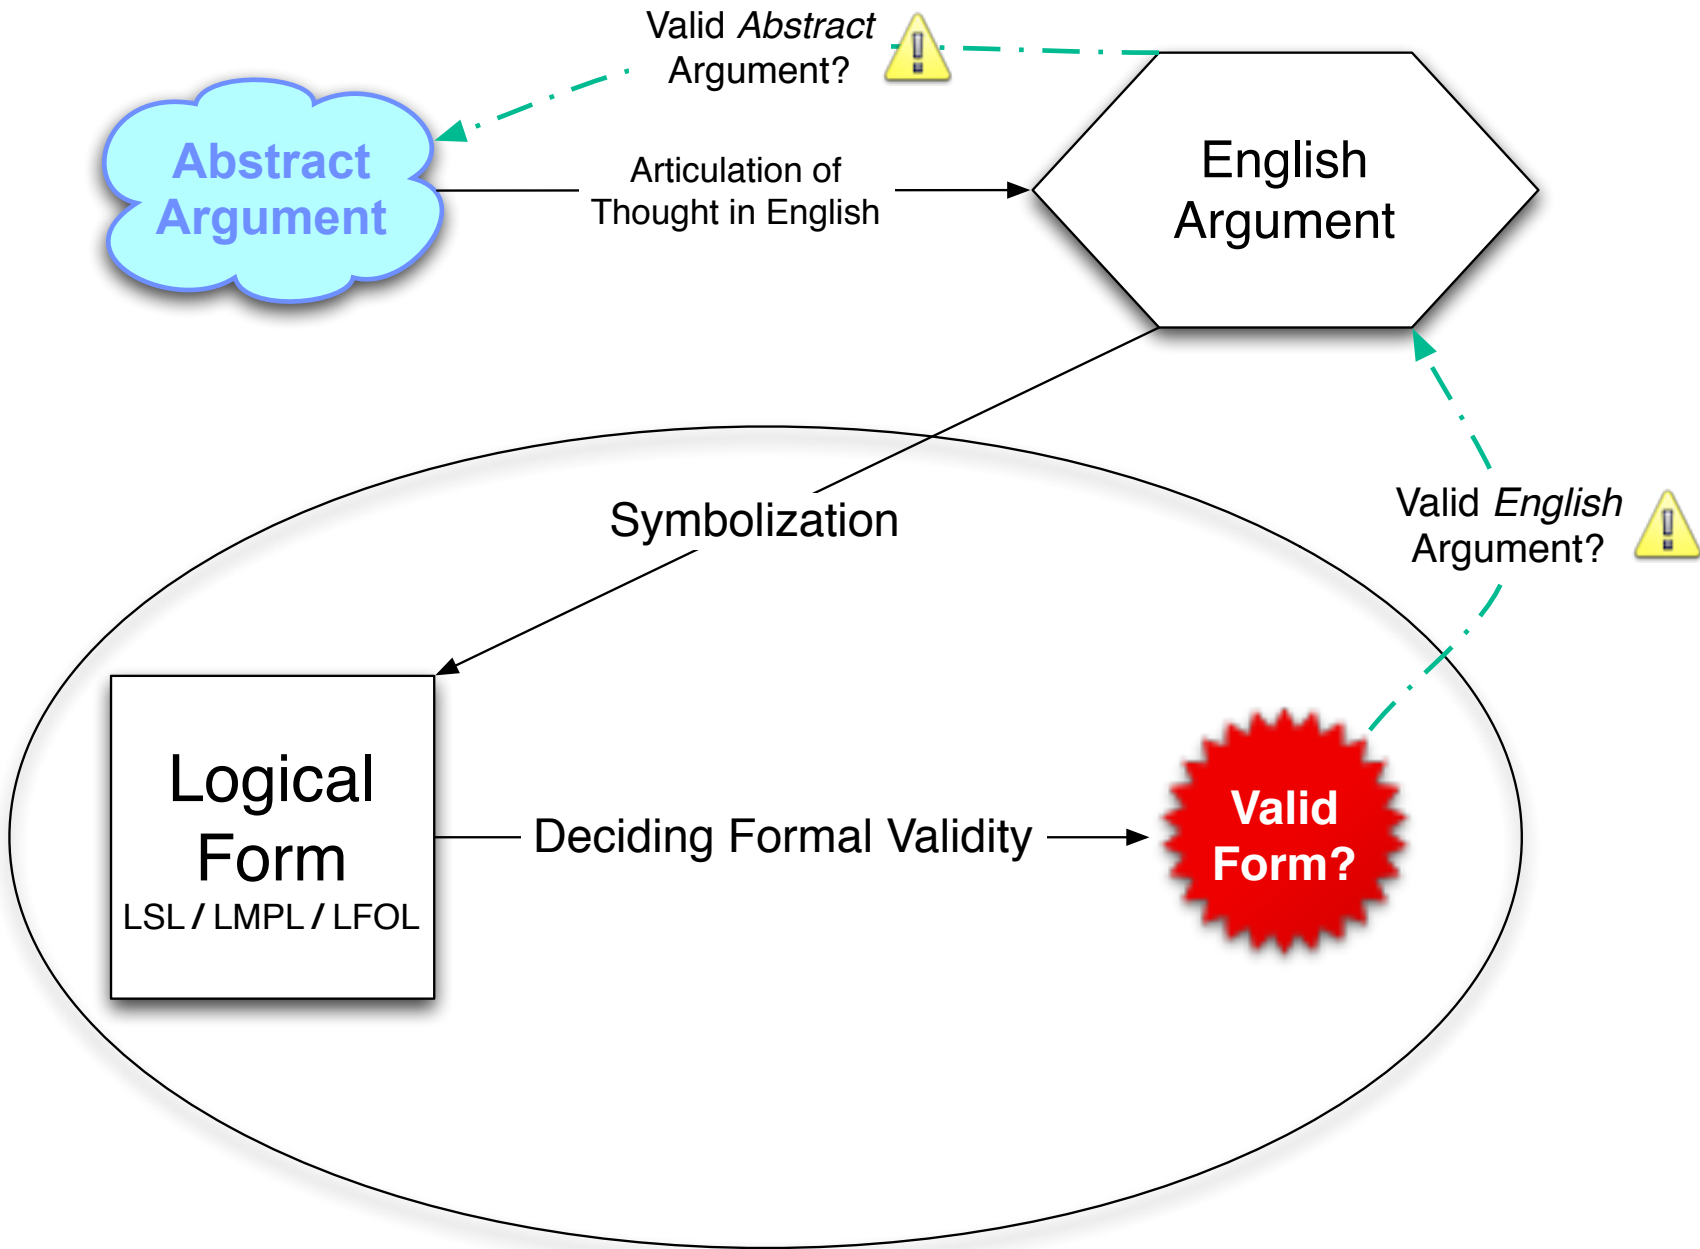 Valid Abstract
Argument?
Abstract
Argument
Articulation of
Thought in English
English
Argument
Symbolization
Valid English
Argument?
Logical
Form
LSL / LMPL / LFOL
Deciding Formal Validity
Valid
Form?